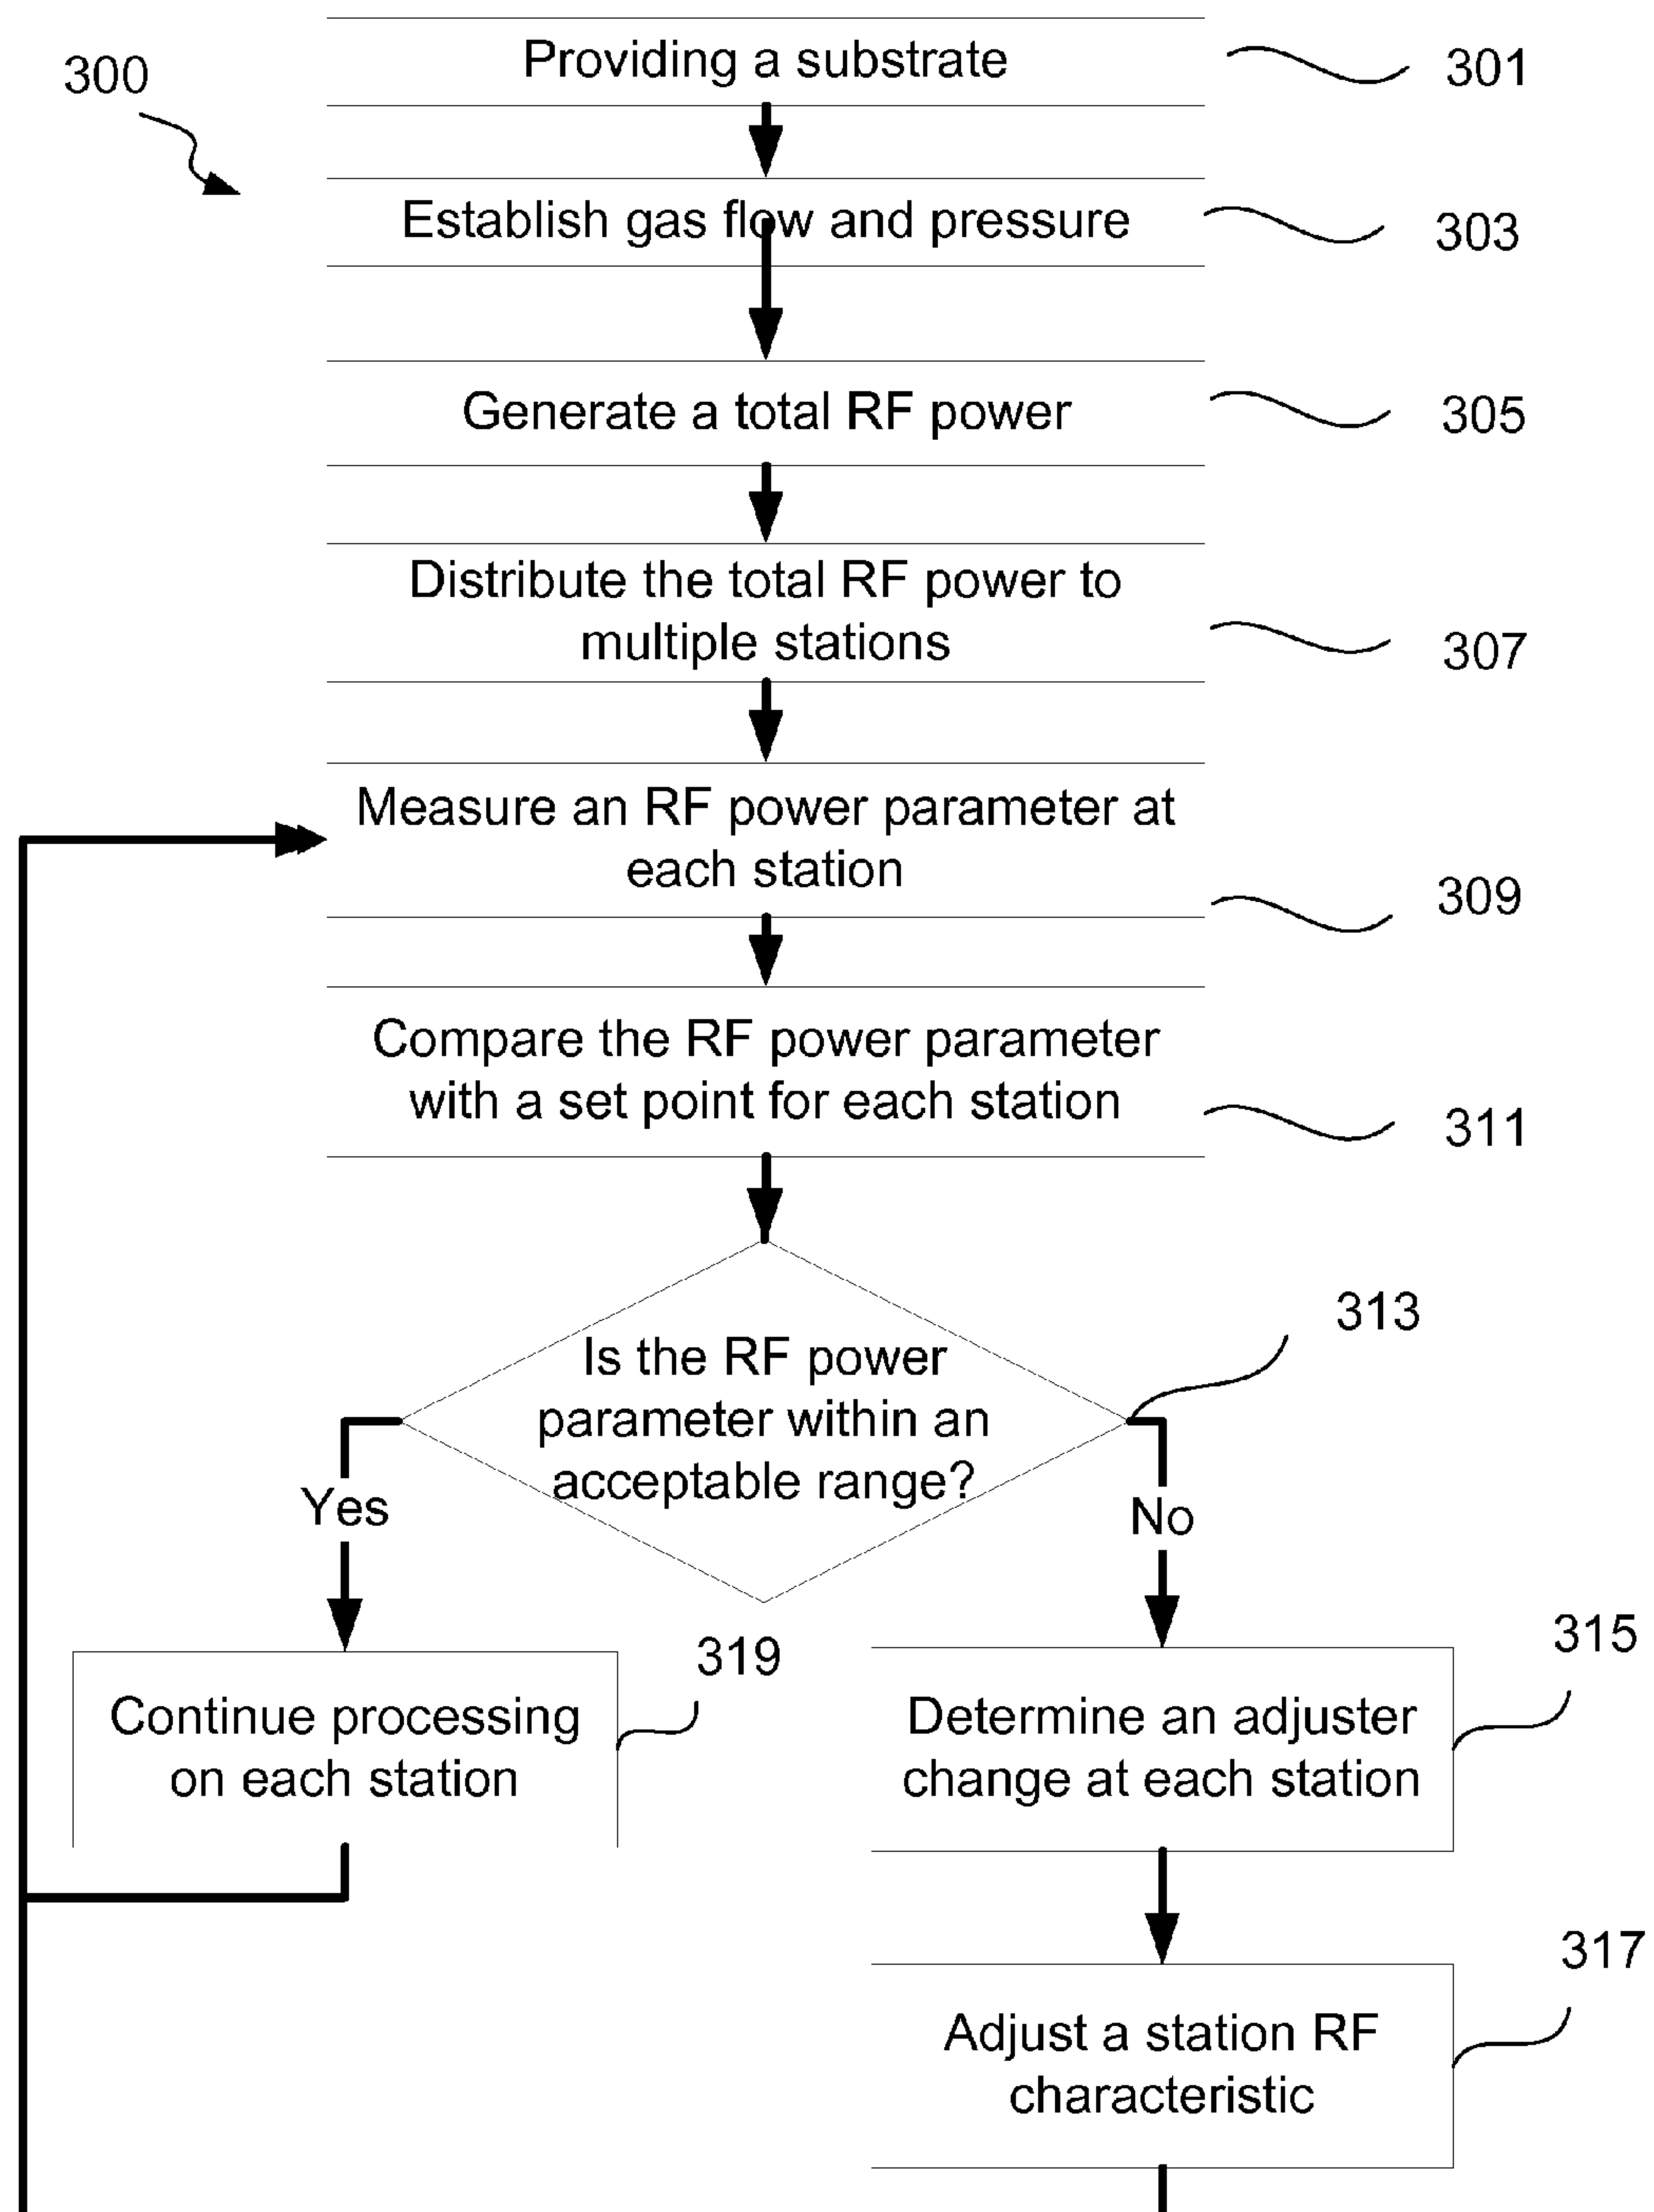 300
Providing a substrate
301
Establish gas flow and pressure
303
Generate a total RF power
305
Distribute the total RF power to
multiple stations
307
Measure an RF power parameter at
each station
309
Compare the RF power parameter
with a set point for each station
311
Is the RF power
parameter within an
acceptable range?
313
Yes
No
319
Continue processing
on each station
315
Determine an adjuster
change at each station
317
Adjust a station RF
characteristic